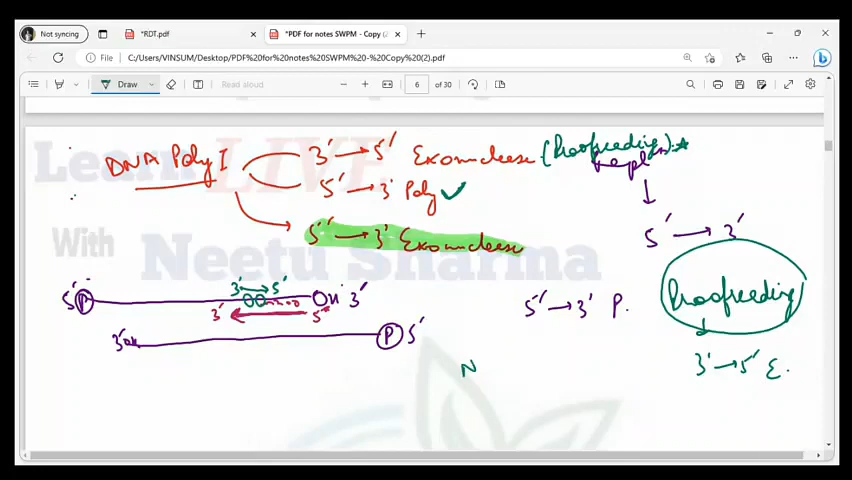 Not syncing
*RDT.pdf
*PDF for notes SWPM - Copy (2).pdf
C:/Users/VINSUM/Desktop/PDF%20for%20notes%20SWPM%20-%20Copy%20(2).pdf
Draw
Read aloud
6
of 30
Learn LIVE
With Neetu Sharma
DNA Poly I
3' → 5' Exonuclease (Proofreading)
5' → 3' Poly ✓
5' → 3' Exonuclease
5' → 3'
Proofreading
3' → 5' E.
5' → 3' P.
3' → 5'
5' P OH 3'
3' 5'
3' OH P 5'
N